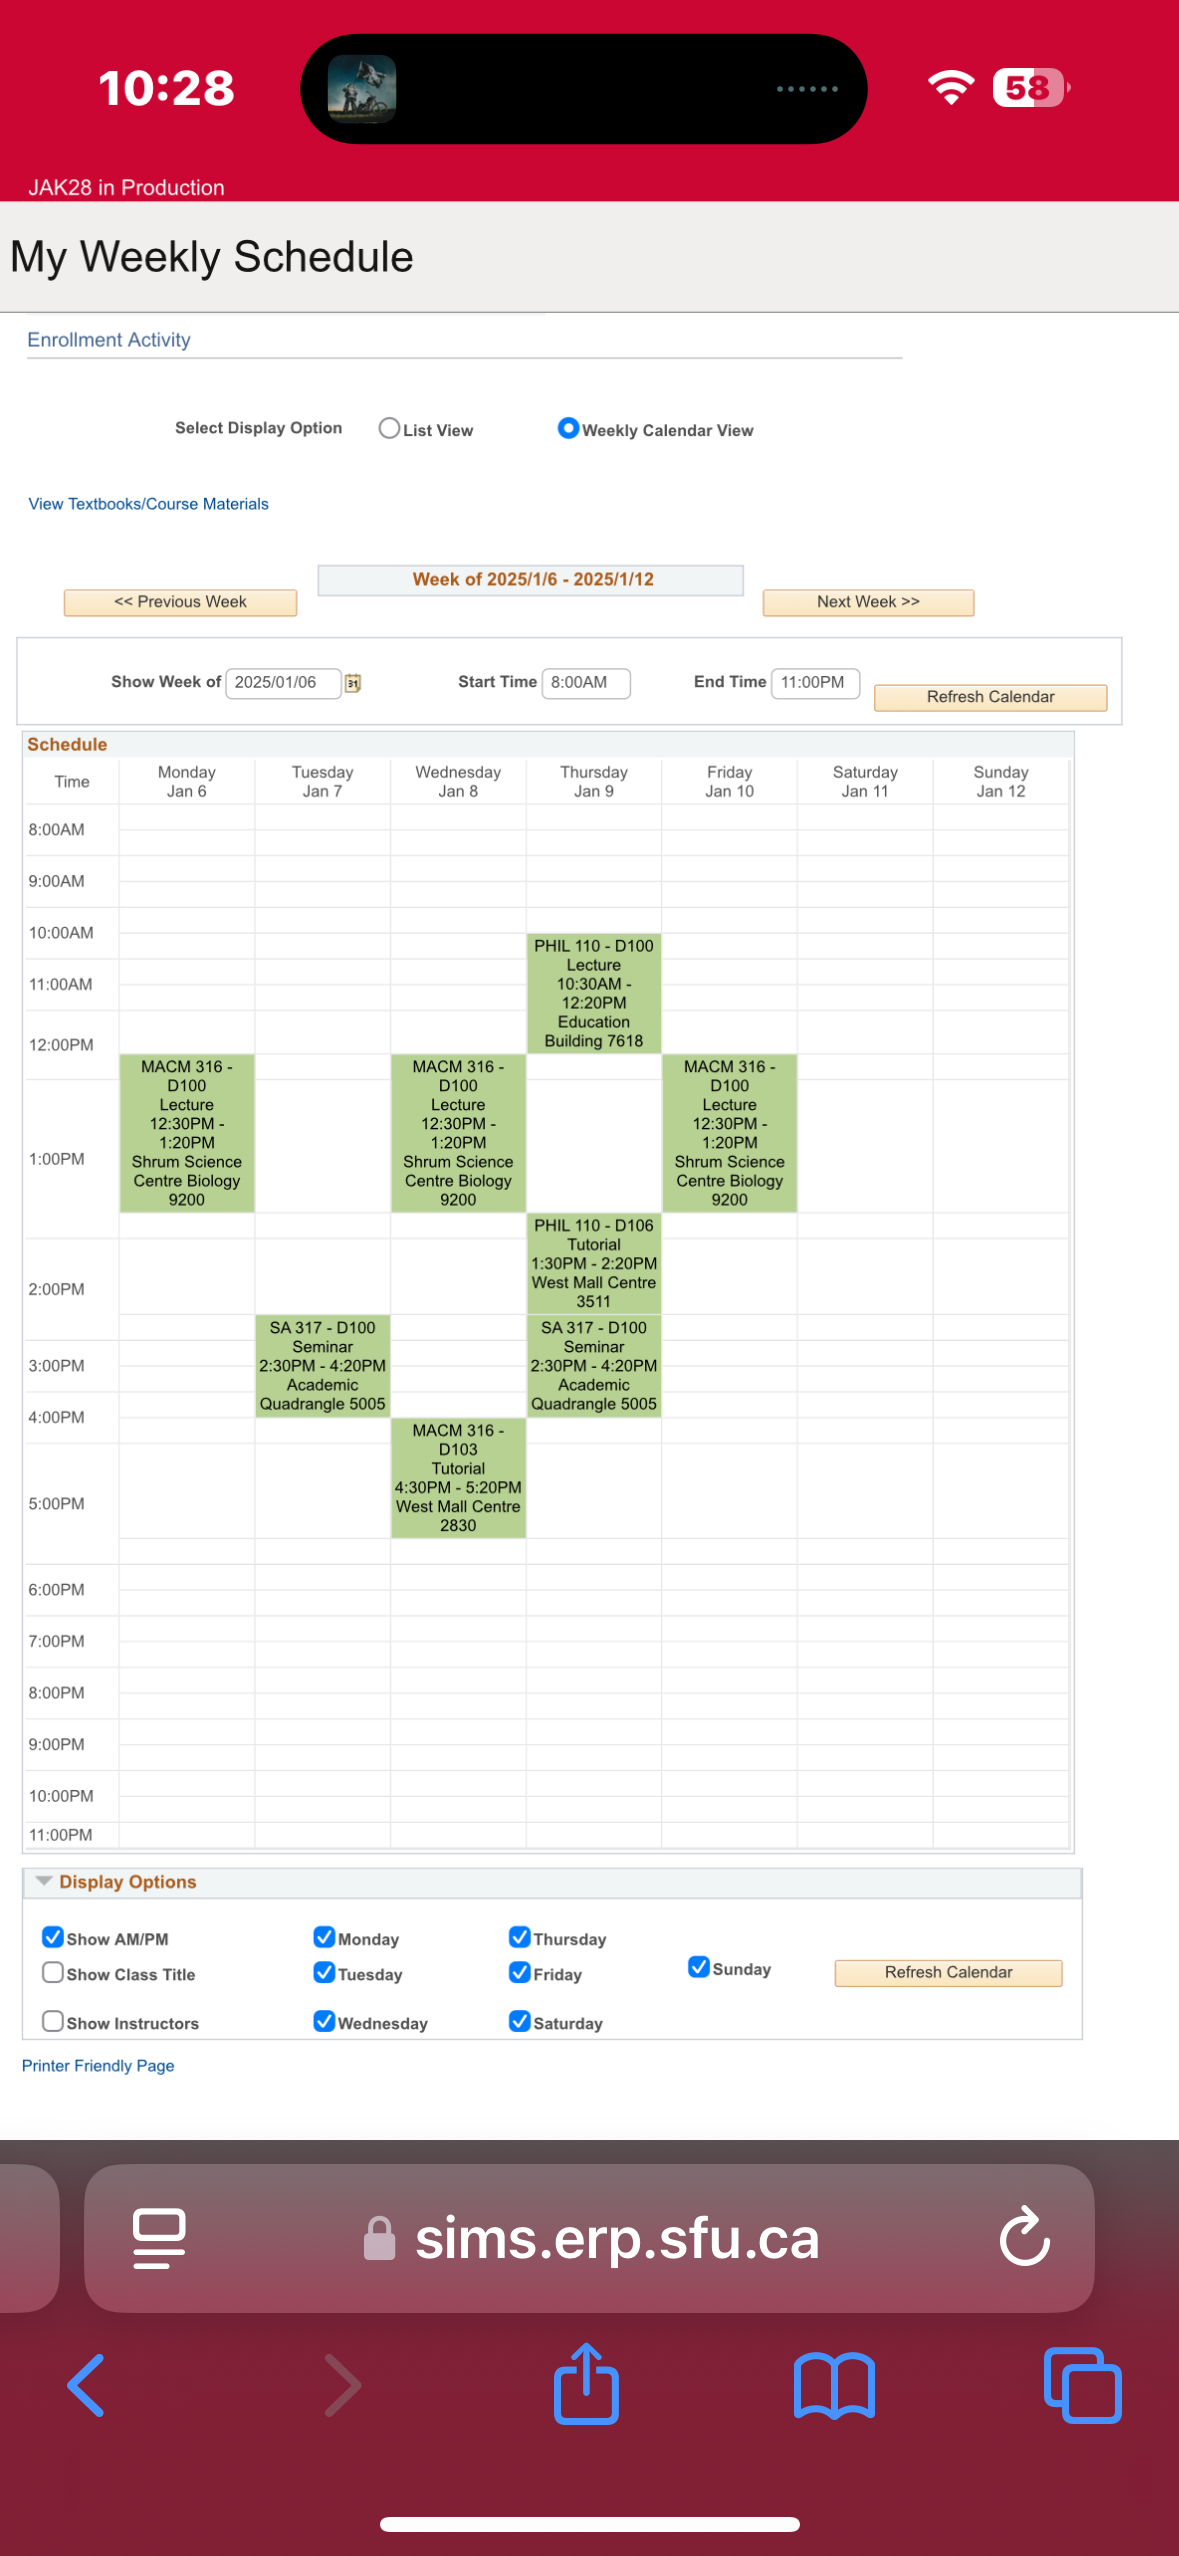 10:28
58
JAK28 in Production
My Weekly Schedule
Enrollment Activity
Select Display Option
List View
Weekly Calendar View
View Textbooks/Course Materials
<< Previous Week
Week of 2025/1/6 - 2025/1/12
Next Week >>
Show Week of
2025/01/06
31
Start Time
8:00AM
End Time
11:00PM
Refresh Calendar
Schedule
Time
Monday
Jan 6
Tuesday
Jan 7
Wednesday
Jan 8
Thursday
Jan 9
Friday
Jan 10
Saturday
Jan 11
Sunday
Jan 12
8:00AM
9:00AM
10:00AM
PHIL 110 - D100
Lecture
10:30AM -
12:20PM
Education
Building 7618
11:00AM
12:00PM
MACM 316 -
D100
Lecture
12:30PM -
1:20PM
Shrum Science
Centre Biology
9200
MACM 316 -
D100
Lecture
12:30PM -
1:20PM
Shrum Science
Centre Biology
9200
MACM 316 -
D100
Lecture
12:30PM -
1:20PM
Shrum Science
Centre Biology
9200
1:00PM
PHIL 110 - D106
Tutorial
1:30PM - 2:20PM
West Mall Centre
3511
2:00PM
SA 317 - D100
Seminar
2:30PM - 4:20PM
Academic
Quadrangle 5005
SA 317 - D100
Seminar
2:30PM - 4:20PM
Academic
Quadrangle 5005
3:00PM
4:00PM
MACM 316 -
D103
Tutorial
4:30PM - 5:20PM
West Mall Centre
2830
5:00PM
6:00PM
7:00PM
8:00PM
9:00PM
10:00PM
11:00PM
Display Options
Show AM/PM
Monday
Thursday
Sunday
Show Class Title
Tuesday
Friday
Refresh Calendar
Show Instructors
Wednesday
Saturday
Printer Friendly Page
sims.erp.sfu.ca